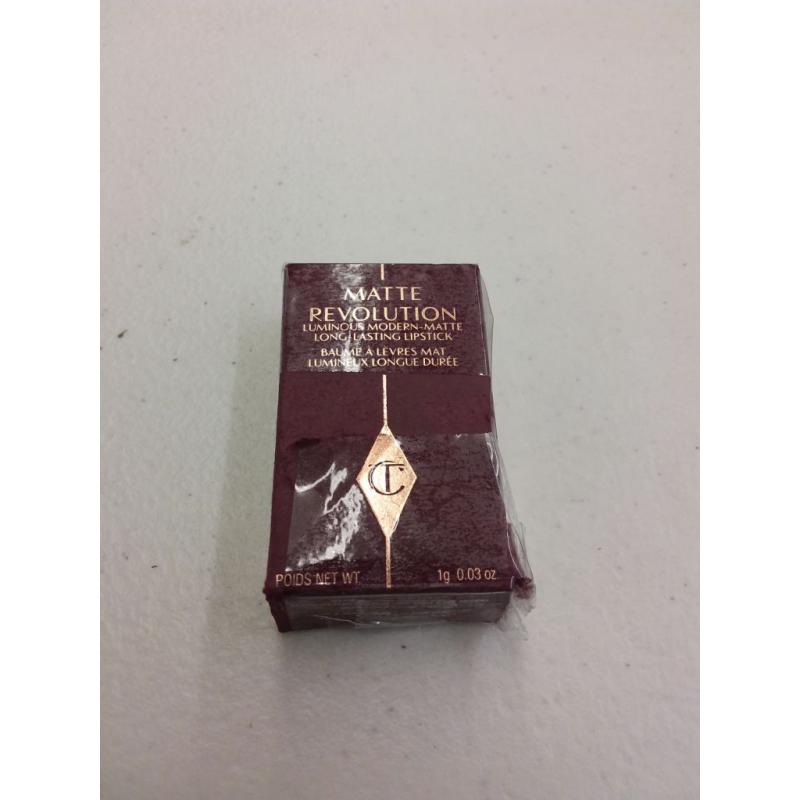 MATTE
REVOLUTION
LUMINOUS MODERN-MATTE
LONG-LASTING LIPSTICK
BAUME À LÈVRES MAT
LUMINEUX LONGUE DURÉE
CT
POIDS NET WT 1g 0.03 oz